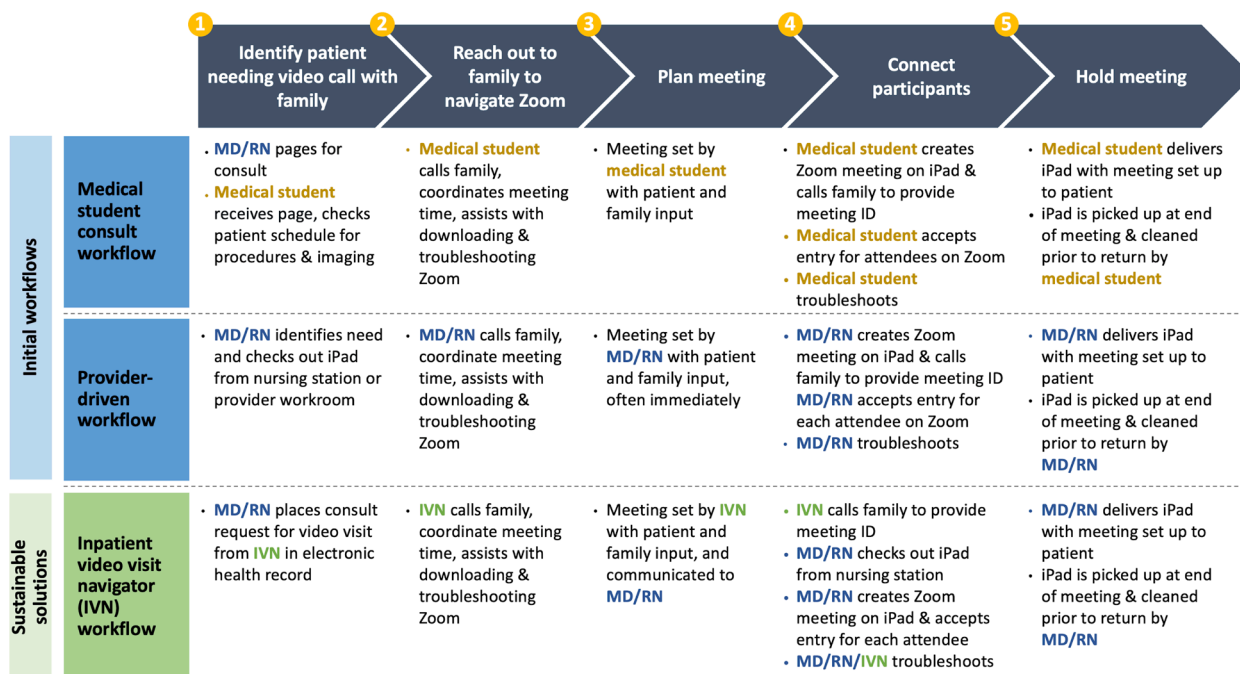 1
2
3
4
5
Identify patient
needing video call with
family
Reach out to
family to
navigate Zoom
Plan meeting
Connect
participants
Hold meeting
Initial workflows
Medical
student
consult
workflow
• MD/RN pages for
consult
• Medical student
receives page, checks
patient schedule for
procedures & imaging
• Medical student
calls family,
coordinates meeting
time, assists with
downloading &
troubleshooting
Zoom
• Meeting set by
medical student
with patient and
family input
• Medical student creates
Zoom meeting on iPad &
calls family to provide
meeting ID
• Medical student accepts
entry for attendees on Zoom
• Medical student
troubleshoots
• Medical student delivers
iPad with meeting set up
to patient
• iPad is picked up at end
of meeting & cleaned
prior to return by
medical student
Provider-
driven
workflow
• MD/RN identifies need
and checks out iPad
from nursing station or
provider workroom
• MD/RN calls family,
coordinate meeting
time, assists with
downloading &
troubleshooting
Zoom
• Meeting set by
MD/RN with patient
and family input,
often immediately
• MD/RN creates Zoom
meeting on iPad & calls
family to provide meeting ID
MD/RN accepts entry for
each attendee on Zoom
• MD/RN troubleshoots
• MD/RN delivers iPad
with meeting set up to
patient
• iPad is picked up at end
of meeting & cleaned
prior to return by
MD/RN
Sustainable
solutions
Inpatient
video visit
navigator
(IVN)
workflow
• MD/RN places consult
request for video visit
from IVN in electronic
health record
• IVN calls family,
coordinate meeting
time, assists with
downloading &
troubleshooting
Zoom
• Meeting set by IVN
with patient and
family input, and
communicated to
MD/RN
• IVN calls family to provide
meeting ID
• MD/RN checks out iPad
from nursing station
• MD/RN creates Zoom
meeting on iPad & accepts
entry for each attendee
• MD/RN/IVN troubleshoots
• MD/RN delivers iPad
with meeting set up to
patient
• iPad is picked up at end
of meeting & cleaned
prior to return by
MD/RN